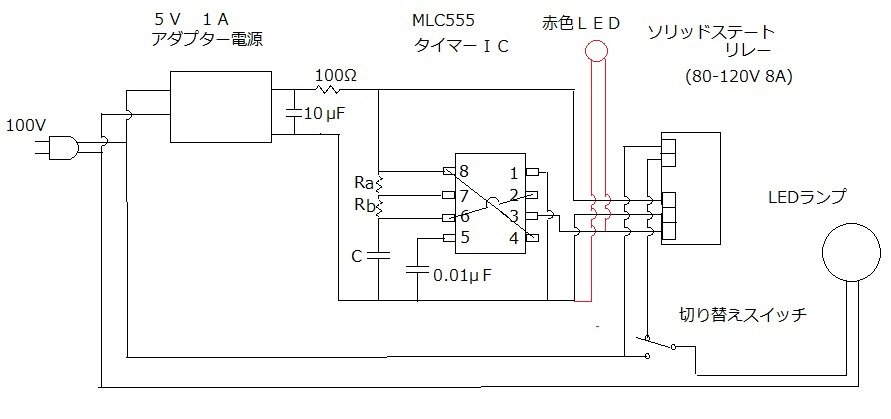 ５Ｖ　１Ａ
アダプター電源
MLC555
タイマーＩＣ
赤色ＬＥＤ
ソリッドステート
リレー
(80-120V 8A)
100Ω
10μF
100V
Ra
Rb
C
8
7
6
5
1
2
3
4
0.01μF
LEDランプ
切り替えスイッチ